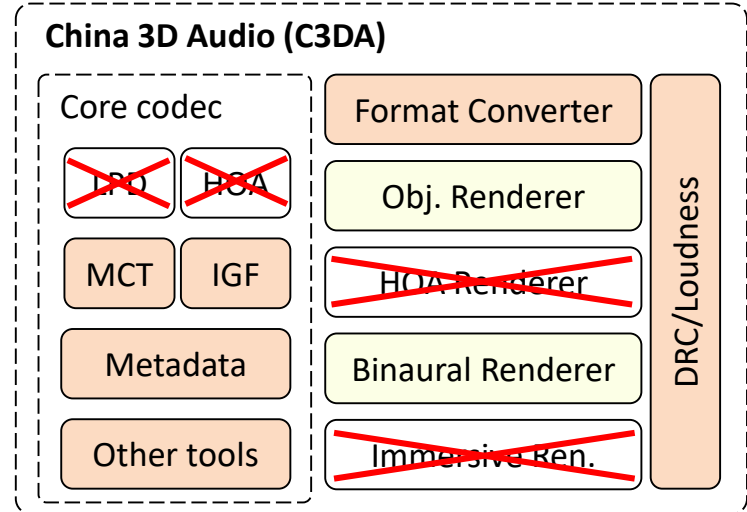 China 3D Audio (C3DA)
Core codec
LPD
HOA
MCT
IGF
Metadata
Other tools
Format Converter
Obj. Renderer
HOA Renderer
Binaural Renderer
Immersive Ren.
DRC/Loudness